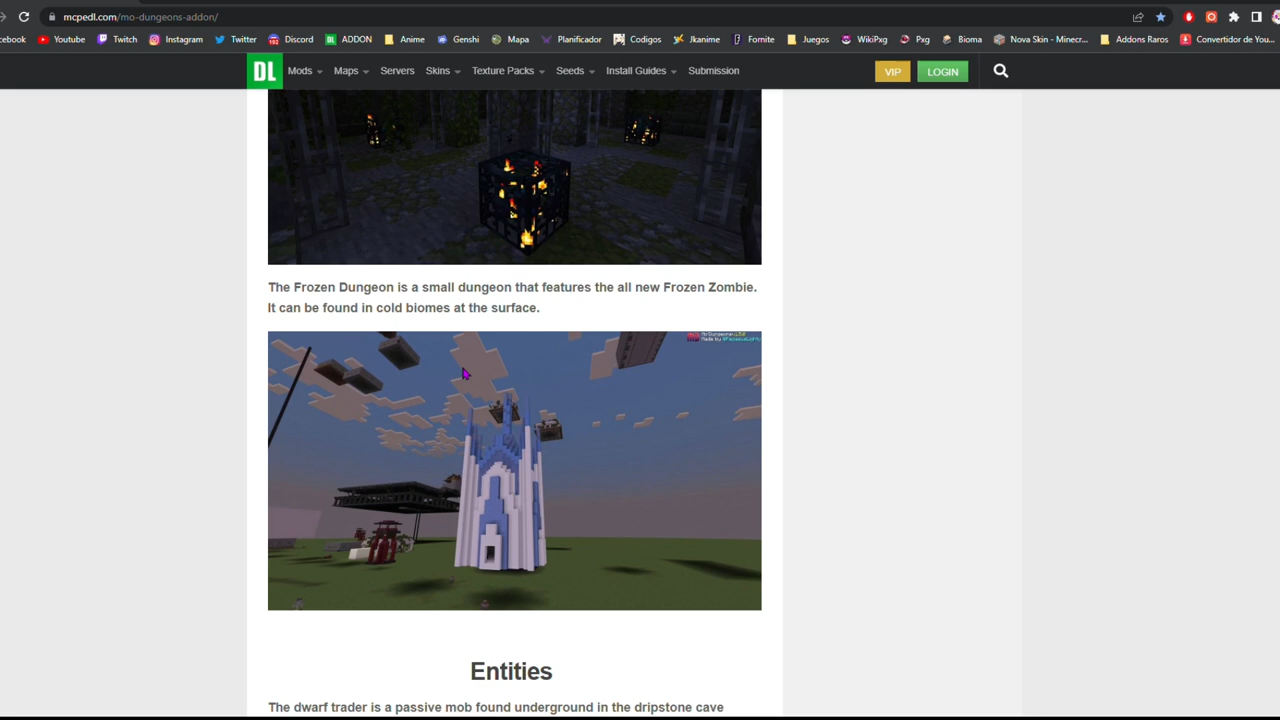 mcpedl.com/mo-dungeons-addon/
cebook Youtube Twitch Instagram Twitter Discord ADDON Anime Genshi Mapa Planificador Codigos Jkanime Fornite Juegos WikiPxg Pxg Bioma Nova Skin - Minecr... Addons Raros Convertidor de You...
DL Mods Maps Servers Skins Texture Packs Seeds Install Guides Submission VIP LOGIN
The Frozen Dungeon is a small dungeon that features the all new Frozen Zombie.
It can be found in cold biomes at the surface.
Entities
The dwarf trader is a passive mob found underground in the dripstone cave